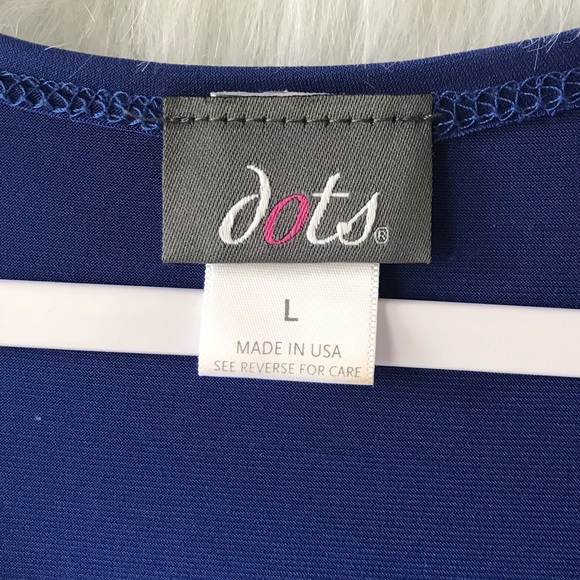 dots®
L
MADE IN USA
SEE REVERSE FOR CARE